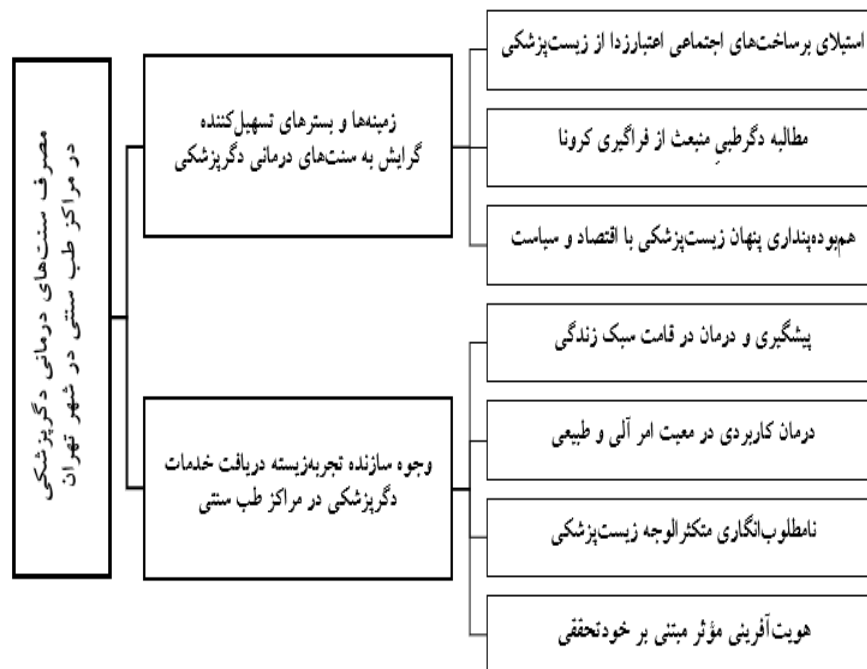 مصرف سنت‌های درمانی دگرپزشکی
در مراکز طب سنتی در شهر تهران
زمینه‌ها و بسترهای تسهیل‌کننده
گرایش به سنت‌های درمانی دگرپزشکی
استیلای برساخت‌های اجتماعی اعتبارزدا از زیست‌پزشکی
مطالبه دگرطبیِ منبعث از فراگیری کرونا
هم‌بوده‌پنداری پنهان زیست‌پزشکی با اقتصاد و سیاست
وجوه سازنده تجربه‌زیسته دریافت خدمات
دگرپزشکی در مراکز طب سنتی
پیشگیری و درمان در قامت سبک زندگی
درمان کاربردی در معیت امر آلی و طبیعی
نامطلوب‌انگاری متکثرالوجه زیست‌پزشکی
هویت‌آفرینی مؤثر مبتنی بر خودتحققی